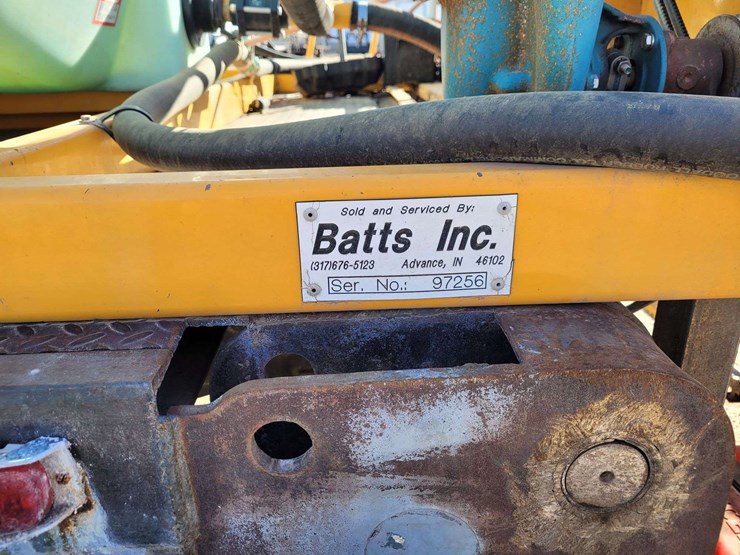 Sold and Serviced By:
Batts Inc.
(317)676-5123 Advance, IN 46102
Ser. No.: 97256